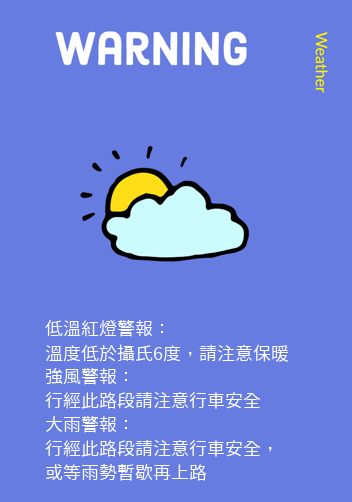 WARNING
Weather
低溫紅燈警報：
溫度低於攝氏6度，請注意保暖
強風警報：
行經此路段請注意行車安全
大雨警報：
行經此路段請注意行車安全，
或等雨勢暫歇再上路